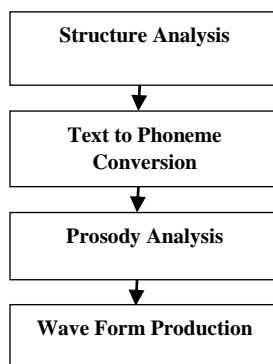 Structure Analysis
Text to Phoneme
Conversion
Prosody Analysis
Wave Form Production